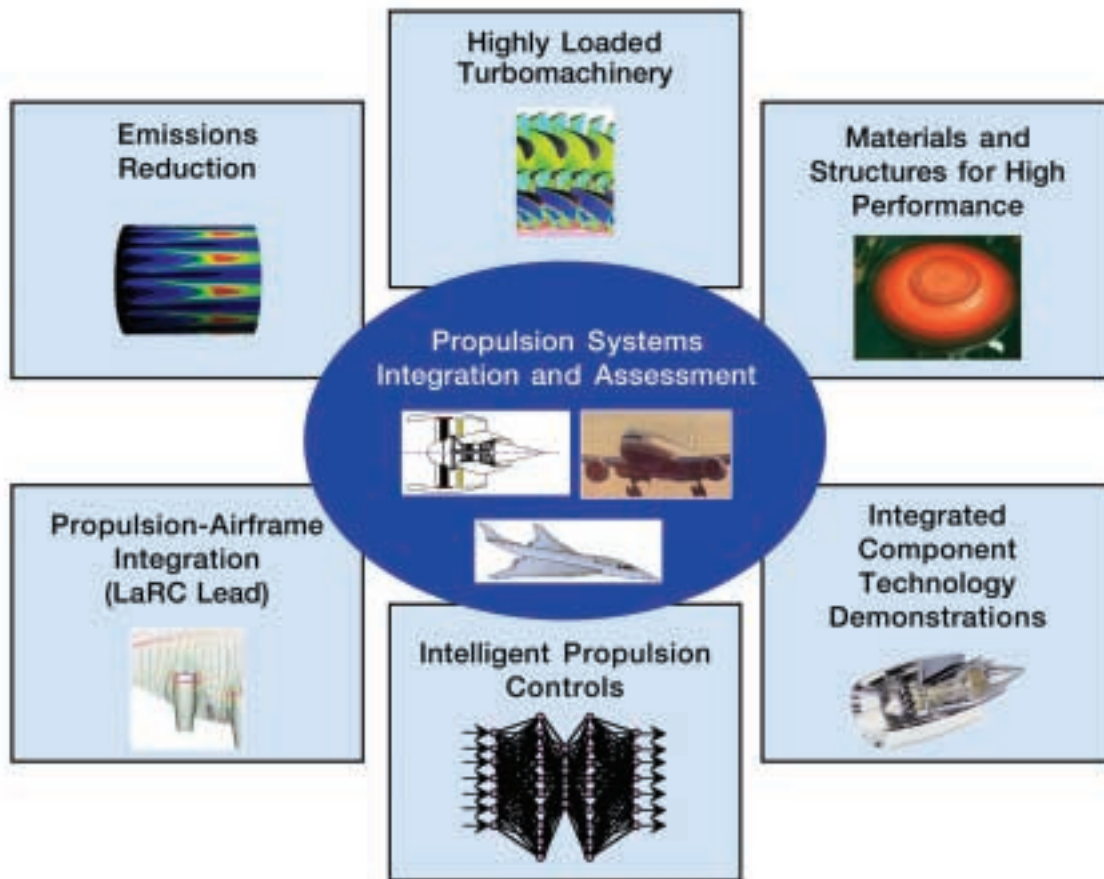 Highly Loaded
Turbomachinery
Emissions
Reduction
Materials and
Structures for High
Performance
Propulsion Systems
Integration and Assessment
Propulsion-Airframe
Integration
(LaRC Lead)
Integrated
Component
Technology
Demonstrations
Intelligent Propulsion
Controls